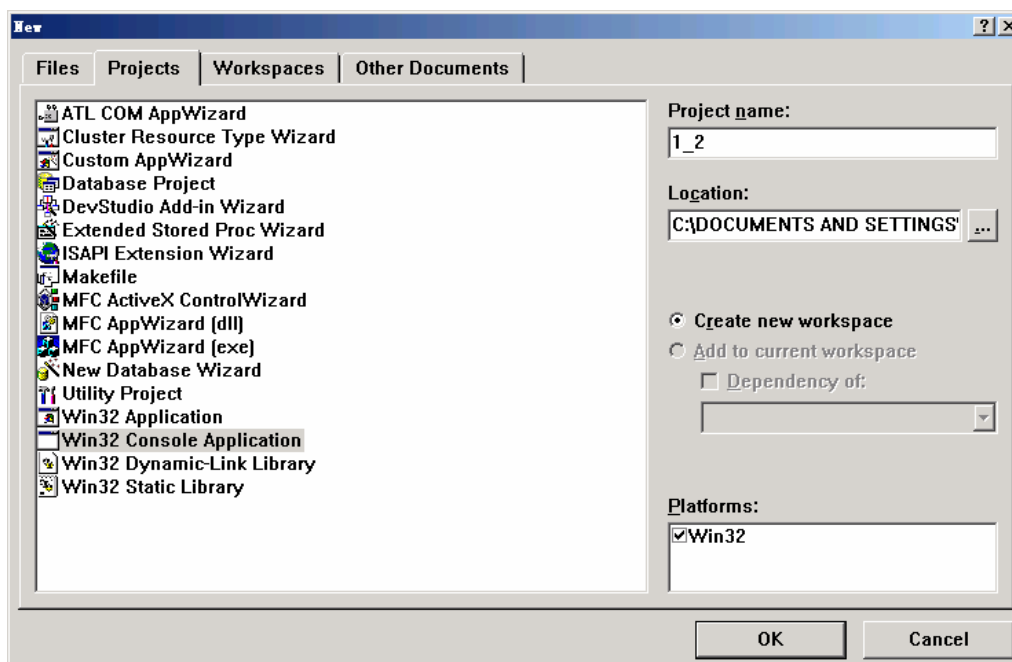 New
Files Projects Workspaces Other Documents
ATL COM AppWizard
Cluster Resource Type Wizard
Custom AppWizard
Database Project
DevStudio Add-in Wizard
Extended Stored Proc Wizard
ISAPI Extension Wizard
Makefile
MFC ActiveX ControlWizard
MFC AppWizard (dll)
MFC AppWizard (exe)
New Database Wizard
Utility Project
Win32 Application
Win32 Console Application
Win32 Dynamic-Link Library
Win32 Static Library
Project name:
1_2
Location:
C:\DOCUMENTS AND SETTINGS'
...
Create new workspace
Add to current workspace
Dependency of:
Platforms:
Win32
OK Cancel